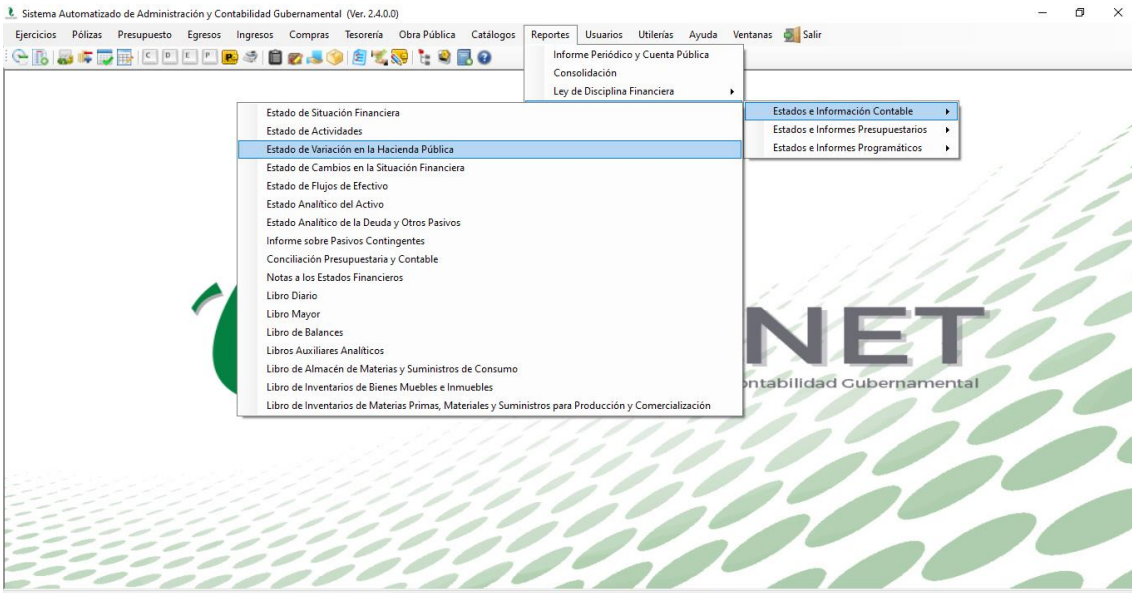 Sistema Automatizado de Administración y Contabilidad Gubernamental (Ver. 2.4.0.0)
Ejercicios Pólizas Presupuesto Egresos Ingresos Compras Tesorería Obra Pública Catálogos Reportes Usuarios Utilerías Ayuda Ventanas Salir
C D E P P
Informe Periódico y Cuenta Pública
Consolidación
Ley de Disciplina Financiera
Estados e Información Contable
Estados e Informes Presupuestarios
Estados e Informes Programáticos
Estado de Situación Financiera
Estado de Actividades
Estado de Variación en la Hacienda Pública
Estado de Cambios en la Situación Financiera
Estado de Flujos de Efectivo
Estado Analítico del Activo
Estado Analítico de la Deuda y Otros Pasivos
Informe sobre Pasivos Contingentes
Conciliación Presupuestaria y Contable
Notas a los Estados Financieros
Libro Diario
Libro Mayor
Libro de Balances
Libros Auxiliares Analíticos
Libro de Almacén de Materias y Suministros de Consumo
Libro de Inventarios de Bienes Muebles e Inmuebles
Libro de Inventarios de Materias Primas, Materiales y Suministros para Producción y Comercialización
NET
ontabilidad Gubernamental